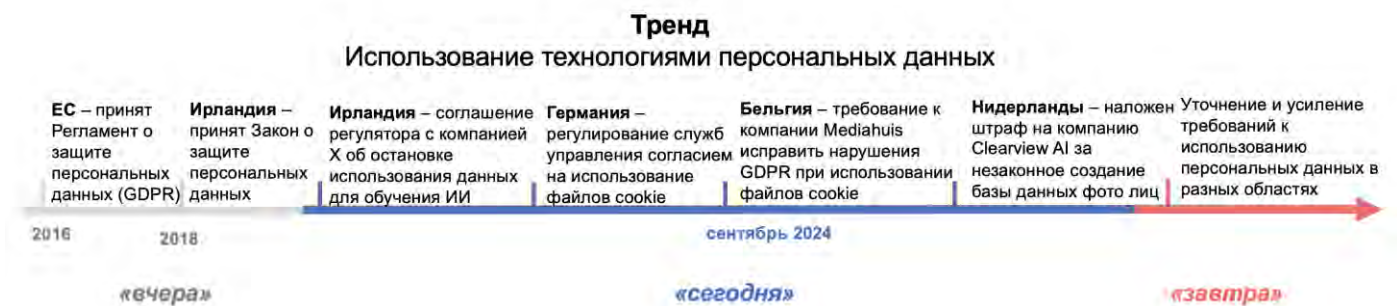 Тренд
Использование технологиями персональных данных
ЕС – принят
Регламент о
защите
персональных
данных (GDPR)
Ирландия –
принят Закон о
защите
персональных
данных
Ирландия – соглашение
регулятора с компанией
X об остановке
использования данных
для обучения ИИ
Германия –
регулирование служб
управления согласием
на использование
файлов cookie
Бельгия – требование к
компании Mediahuis
исправить нарушения
GDPR при использовании
файлов cookie
Нидерланды – наложен
штраф на компанию
Clearview AI за
незаконное создание
базы данных фото лиц
Уточнение и усиление
требований к
использованию
персональных данных в
разных областях
2016
2018
сентябрь 2024
«вчера»
«сегодня»
«завтра»